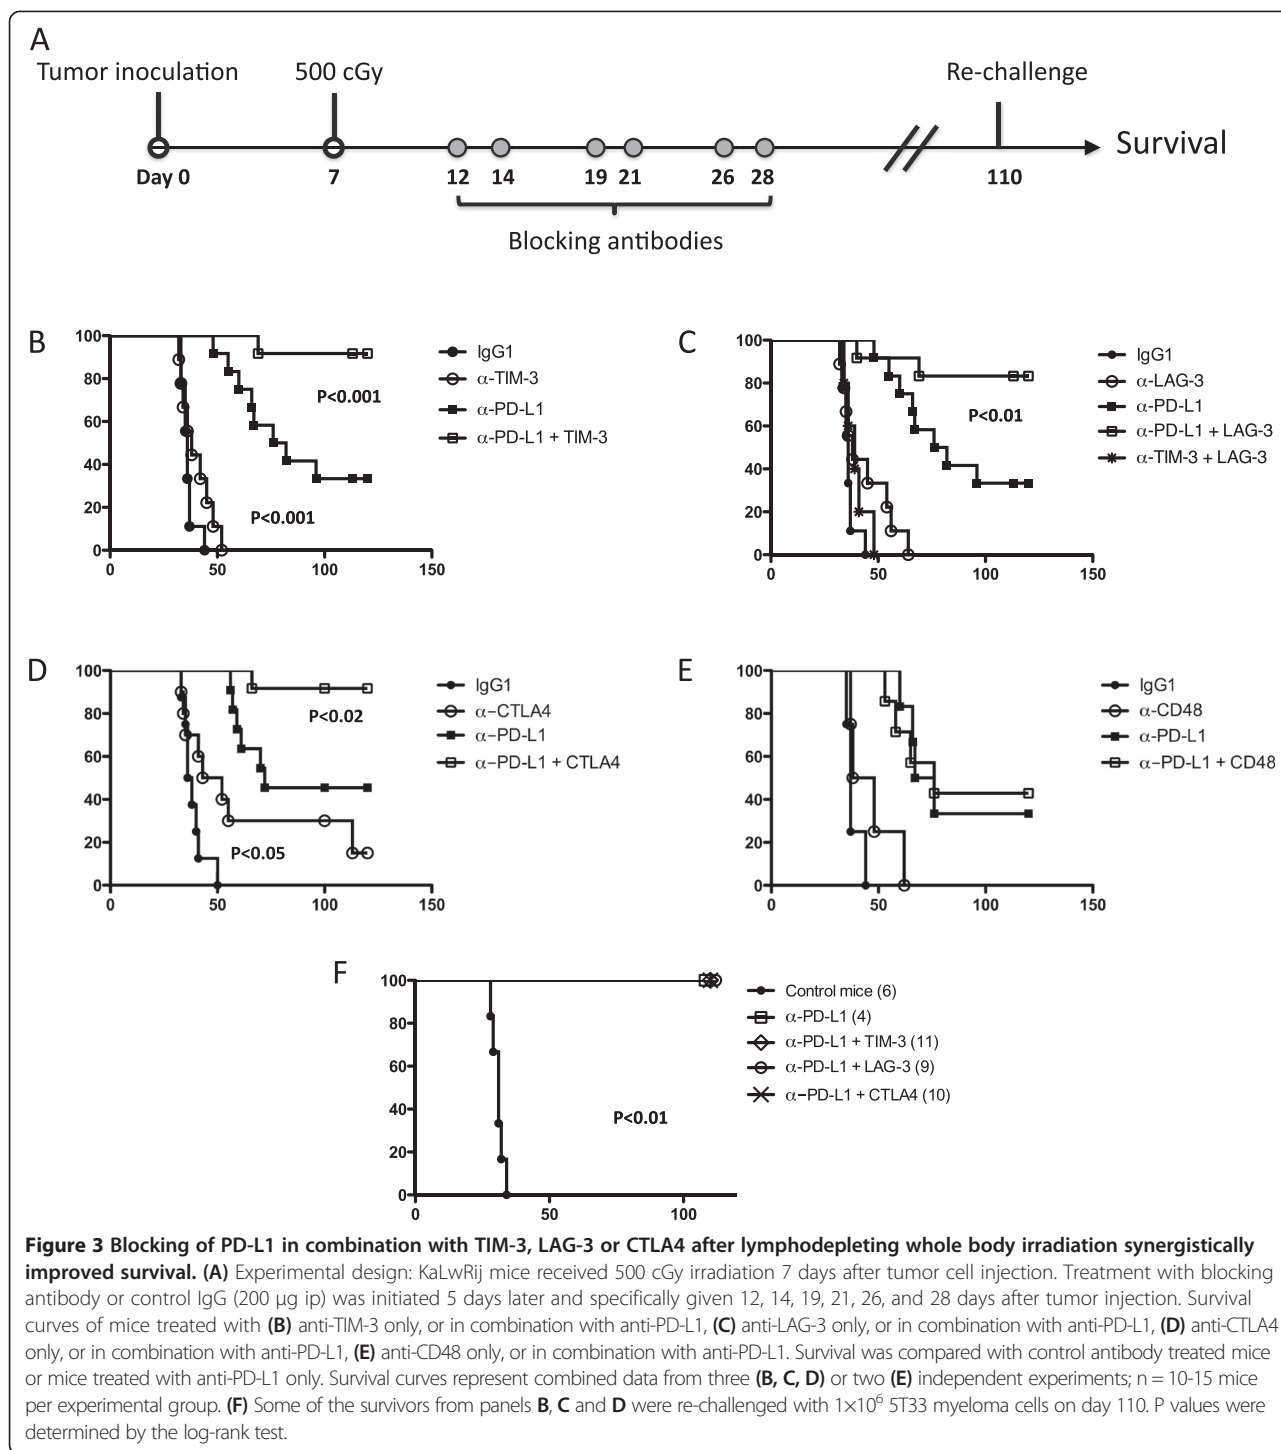 A
Tumor inoculation 500 cGy Re-challenge
Survival
Day 0 7 12 14 19 21 26 28 110
Blocking antibodies
B
100
80
60
40
20
0
0 50 100 150
P<0.001
P<0.001
IgG1
α-TIM-3
α-PD-L1
α-PD-L1 + TIM-3
C
100
80
60
40
20
0
0 50 100 150
P<0.01
IgG1
α-LAG-3
α-PD-L1
α-PD-L1 + LAG-3
α-TIM-3 + LAG-3
D
100
80
60
40
20
0
0 50 100 150
P<0.02
P<0.05
IgG1
α–CTLA4
α–PD-L1
α–PD-L1 + CTLA4
E
100
80
60
40
20
0
0 50 100 150
IgG1
α-CD48
α-PD-L1
α–PD-L1 + CD48
F
100
80
60
40
20
0
0 50 100
P<0.01
Control mice (6)
α-PD-L1 (4)
α-PD-L1 + TIM-3 (11)
α-PD-L1 + LAG-3 (9)
α–PD-L1 + CTLA4 (10)
Figure 3 Blocking of PD-L1 in combination with TIM-3, LAG-3 or CTLA4 after lymphodepleting whole body irradiation synergistically
improved survival. (A) Experimental design: KaLwRij mice received 500 cGy irradiation 7 days after tumor cell injection. Treatment with blocking
antibody or control IgG (200 μg ip) was initiated 5 days later and specifically given 12, 14, 19, 21, 26, and 28 days after tumor injection. Survival
curves of mice treated with (B) anti-TIM-3 only, or in combination with anti-PD-L1, (C) anti-LAG-3 only, or in combination with anti-PD-L1, (D) anti-CTLA4
only, or in combination with anti-PD-L1, (E) anti-CD48 only, or in combination with anti-PD-L1. Survival was compared with control antibody treated mice
or mice treated with anti-PD-L1 only. Survival curves represent combined data from three (B, C, D) or two (E) independent experiments; n = 10-15 mice
per experimental group. (F) Some of the survivors from panels B, C and D were re-challenged with 1×10⁶ 5T33 myeloma cells on day 110. P values were
determined by the log-rank test.